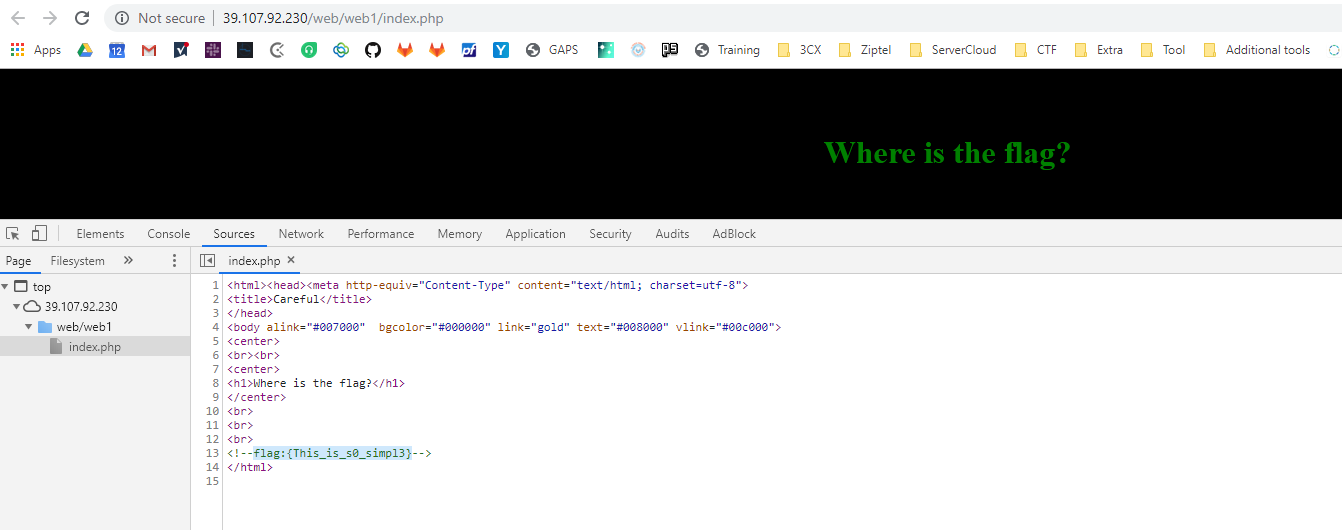 Not secure | 39.107.92.230/web/web1/index.php
Apps 12 Y GAPS PS Training 3CX Ziptel ServerCloud CTF Extra Tool Additional tools
Where is the flag?
Elements Console Sources Network Performance Memory Application Security Audits AdBlock
Page Filesystem » index.php ×
top
39.107.92.230
web/web1
index.php
1 <html><head><meta http-equiv="Content-Type" content="text/html; charset=utf-8">
2 <title>Careful</title>
3 </head>
4 <body alink="#007000"  bgcolor="#000000" link="gold" text="#008000" vlink="#00c000">
5 <center>
6 <br><br>
7 <center>
8 <h1>Where is the flag?</h1>
9 </center>
10 <br>
11 <br>
12 <br>
13 <!--flag:{This_is_s0_simpl3}-->
14 </html>
15